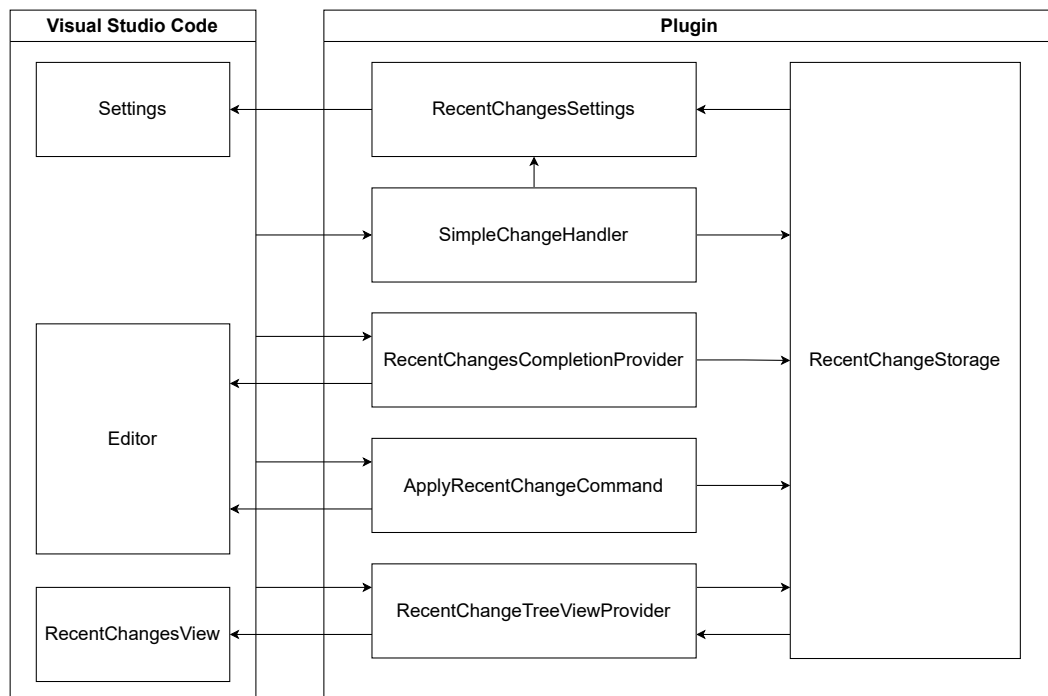 Visual Studio Code
Plugin
Settings
RecentChangesSettings
SimpleChangeHandler
RecentChangesCompletionProvider
RecentChangeStorage
Editor
ApplyRecentChangeCommand
RecentChangeTreeViewProvider
RecentChangesView